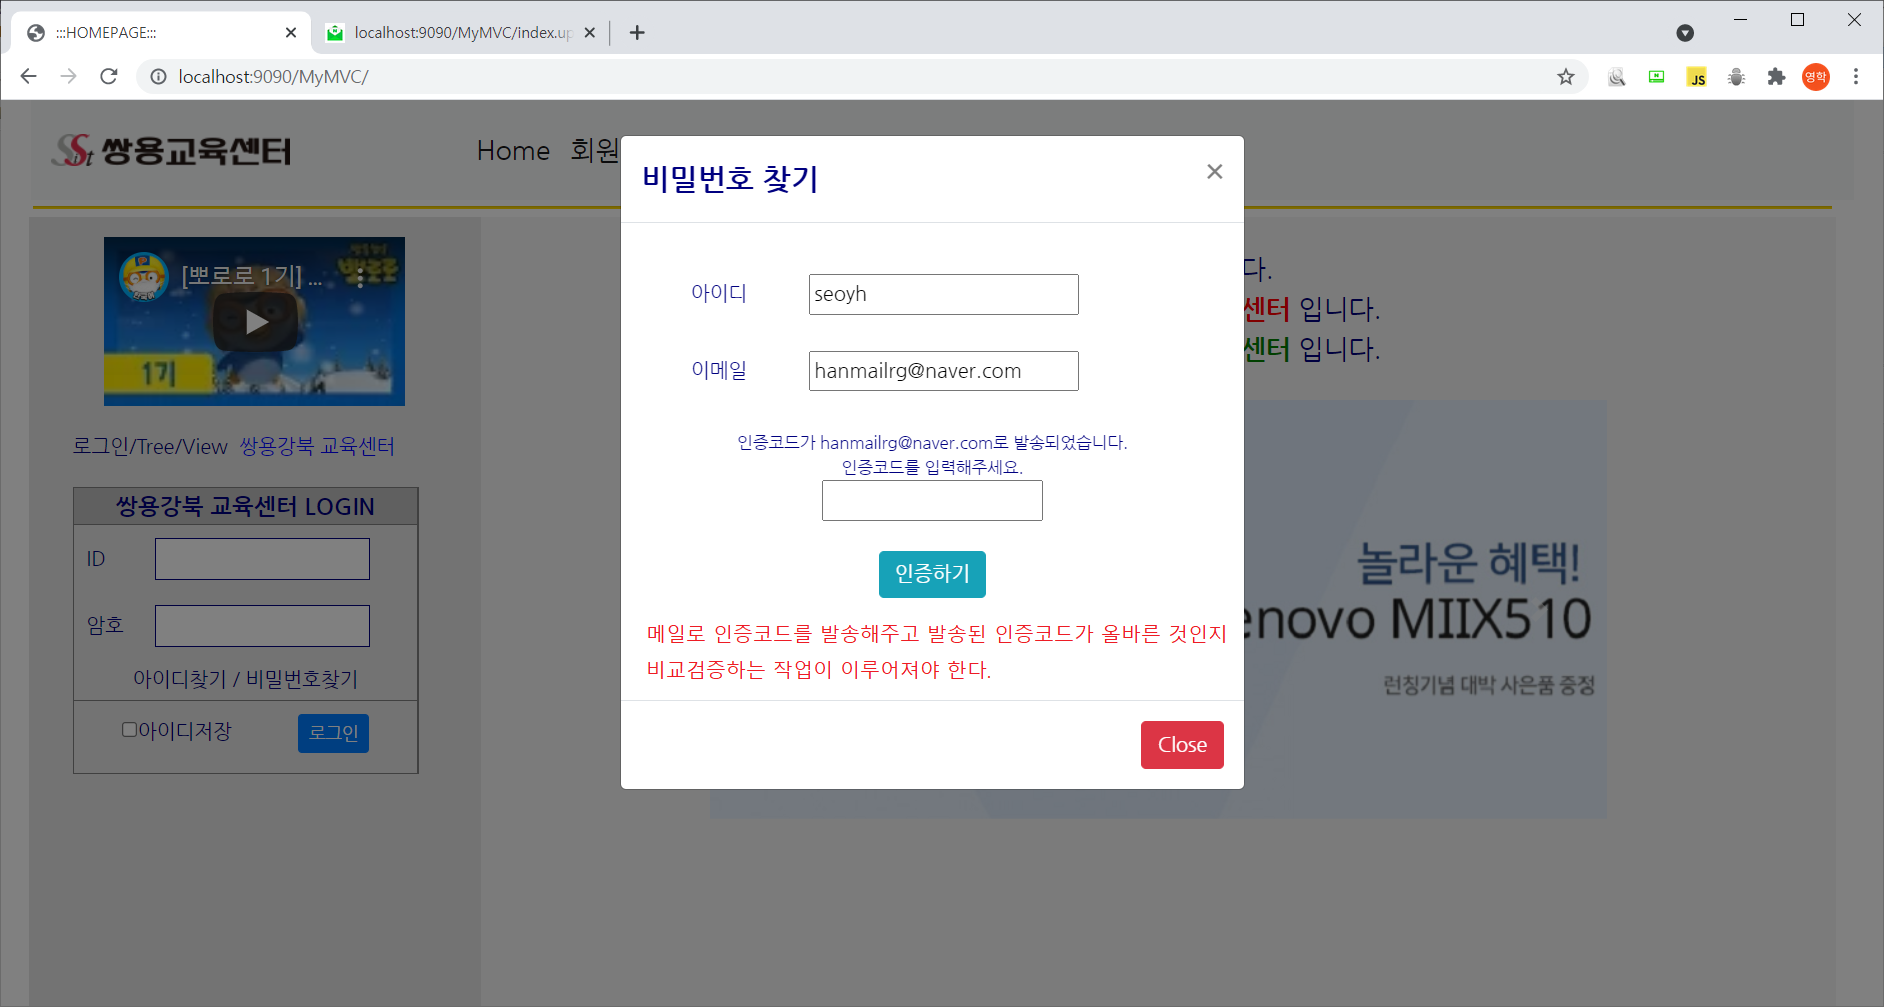 :::HOMEPAGE:::
localhost:9090/MyMVC/index.up
localhost:9090/MyMVC/
JS
영학
Sist 쌍용교육센터
Home 회원
[뽀로로 1기] ...
1기
로그인/Tree/View 쌍용강북 교육센터
쌍용강북 교육센터 LOGIN
ID
암호
아이디찾기 / 비밀번호찾기
아이디저장 로그인
비밀번호 찾기
×
아이디 seoyh
이메일 hanmailrg@naver.com
인증코드가 hanmailrg@naver.com로 발송되었습니다.
인증코드를 입력해주세요.
인증하기
메일로 인증코드를 발송해주고 발송된 인증코드가 올바른 것인지
비교검증하는 작업이 이루어져야 한다.
Close
다.
센터 입니다.
센터 입니다.
놀라운 혜택!
enovo MIIX510
런칭기념 대박 사은품 증정